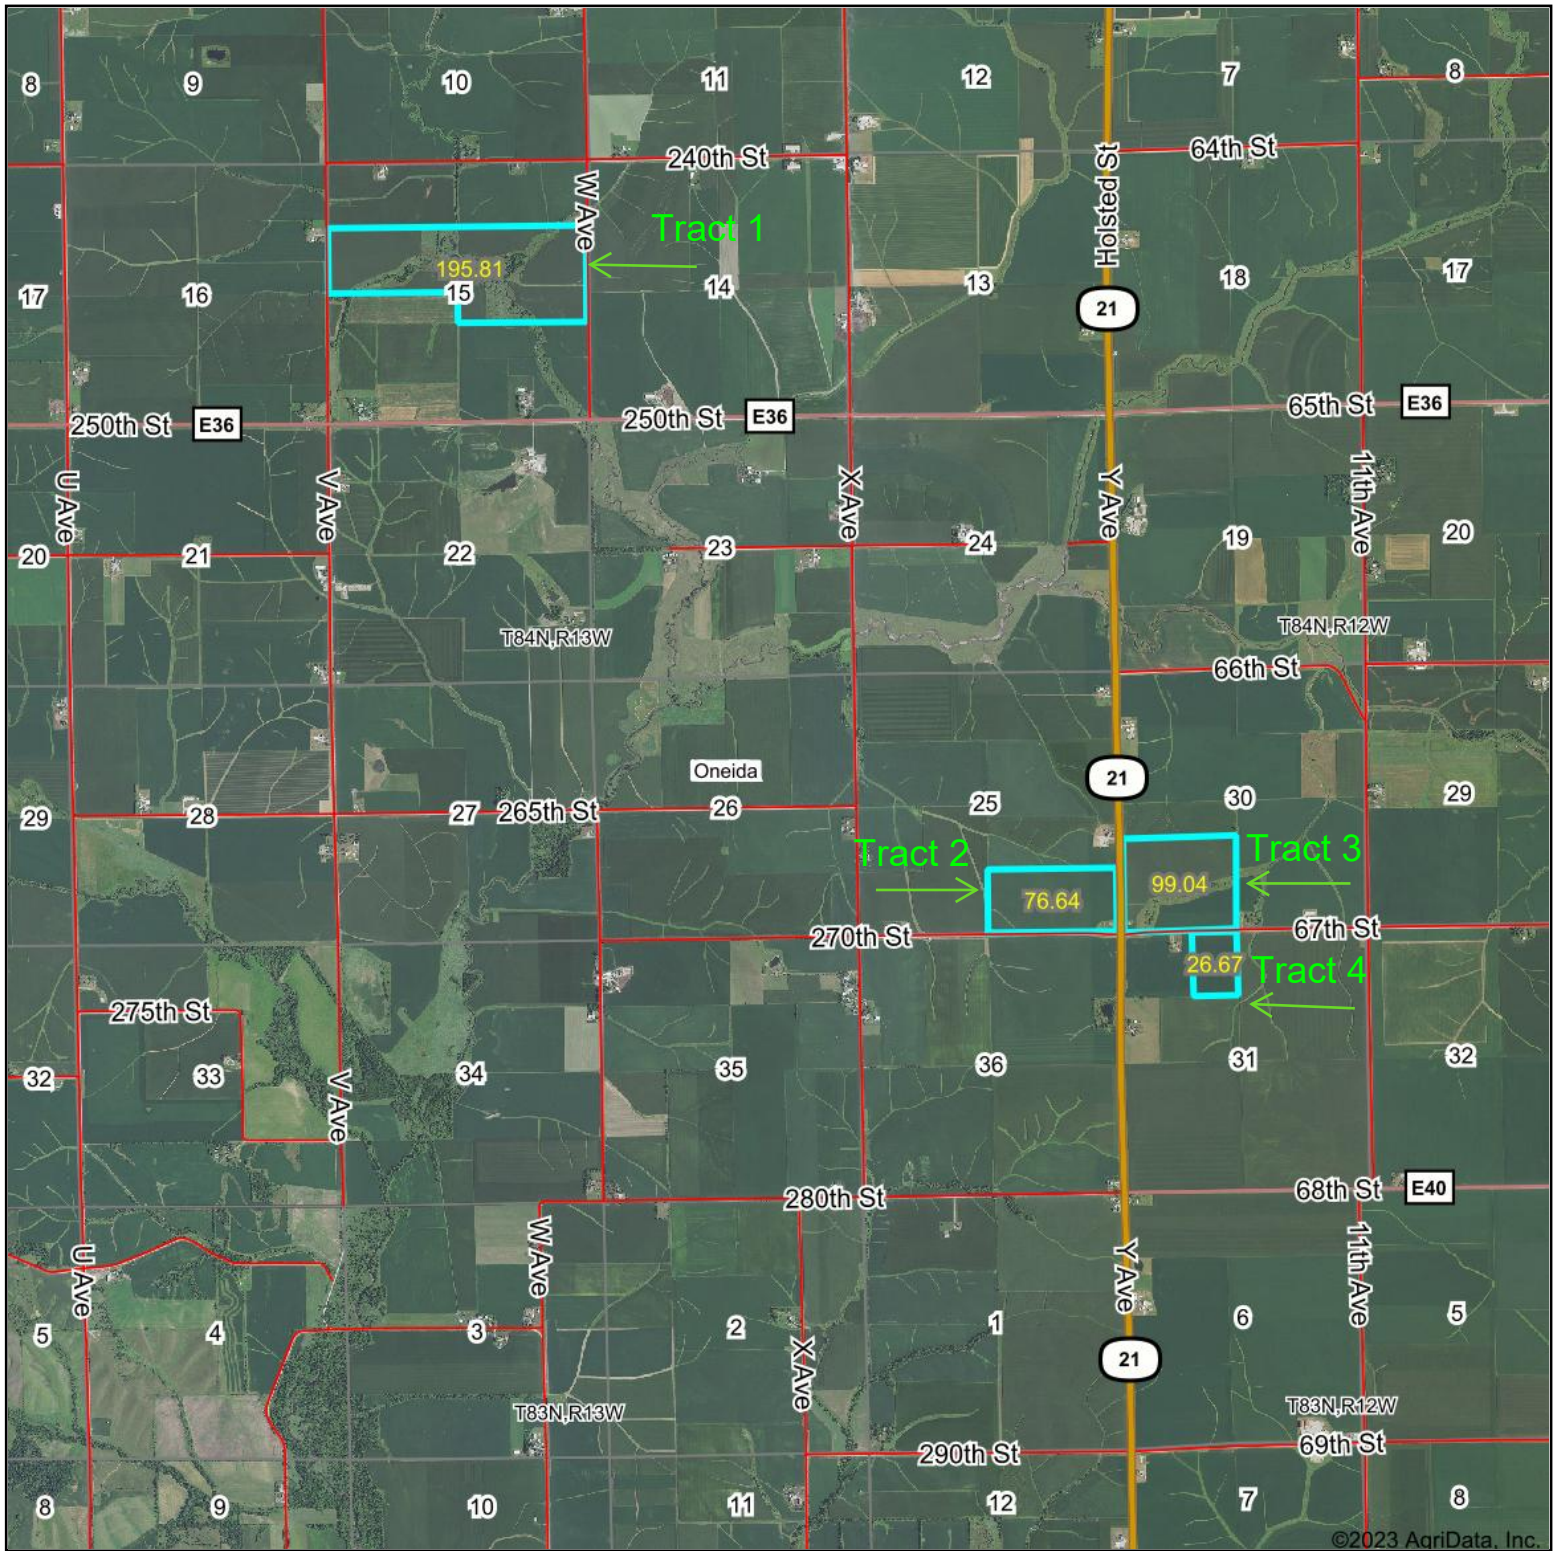 8
9
10
11
12
7
8
240th St
64th St
W Ave
Holsted St
Tract 1
195.81
15
17
16
14
13
18
17
21
250th St
E36
250th St
E36
65th St
E36
U Ave
V Ave
X Ave
Y Ave
11th Ave
20
21
22
23
24
19
20
T84N,R13W
T84N,R12W
66th St
Oneida
21
29
28
27
265th St
26
25
30
29
Tract 2
Tract 3
76.64
99.04
270th St
67th St
26.67
Tract 4
275th St
32
33
V Ave
34
35
36
31
32
280th St
68th St
E40
U Ave
W Ave
Y Ave
11th Ave
5
4
3
2
1
6
5
X Ave
21
T83N,R13W
T83N,R12W
290th St
69th St
8
9
10
11
12
7
8
©2023 AgriData, Inc.